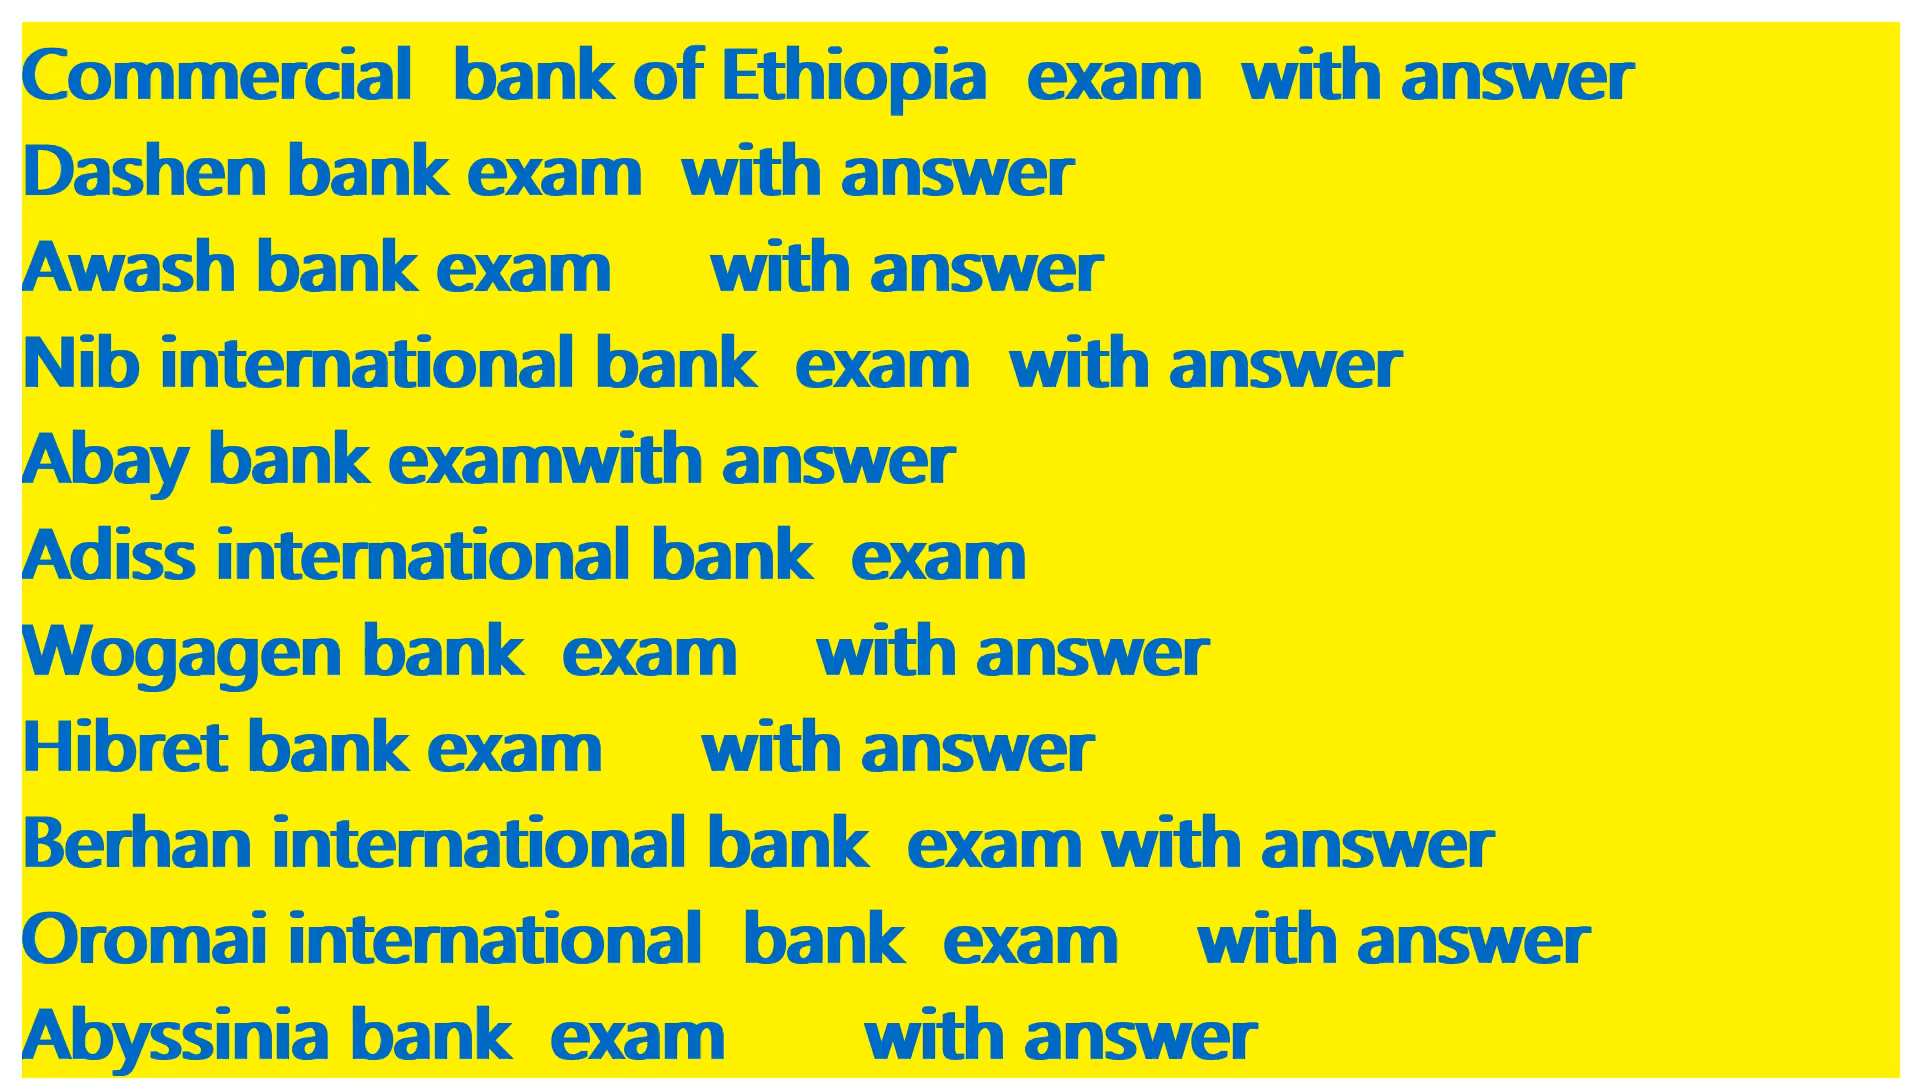 Commercial  bank of Ethiopia  exam  with answer
Dashen bank exam  with answer
Awash bank exam     with answer
Nib international bank  exam  with answer
Abay bank examwith answer
Adiss international bank  exam
Wogagen bank  exam    with answer
Hibret bank exam     with answer
Berhan international bank  exam with answer
Oromai international  bank  exam    with answer
Abyssinia bank  exam       with answer